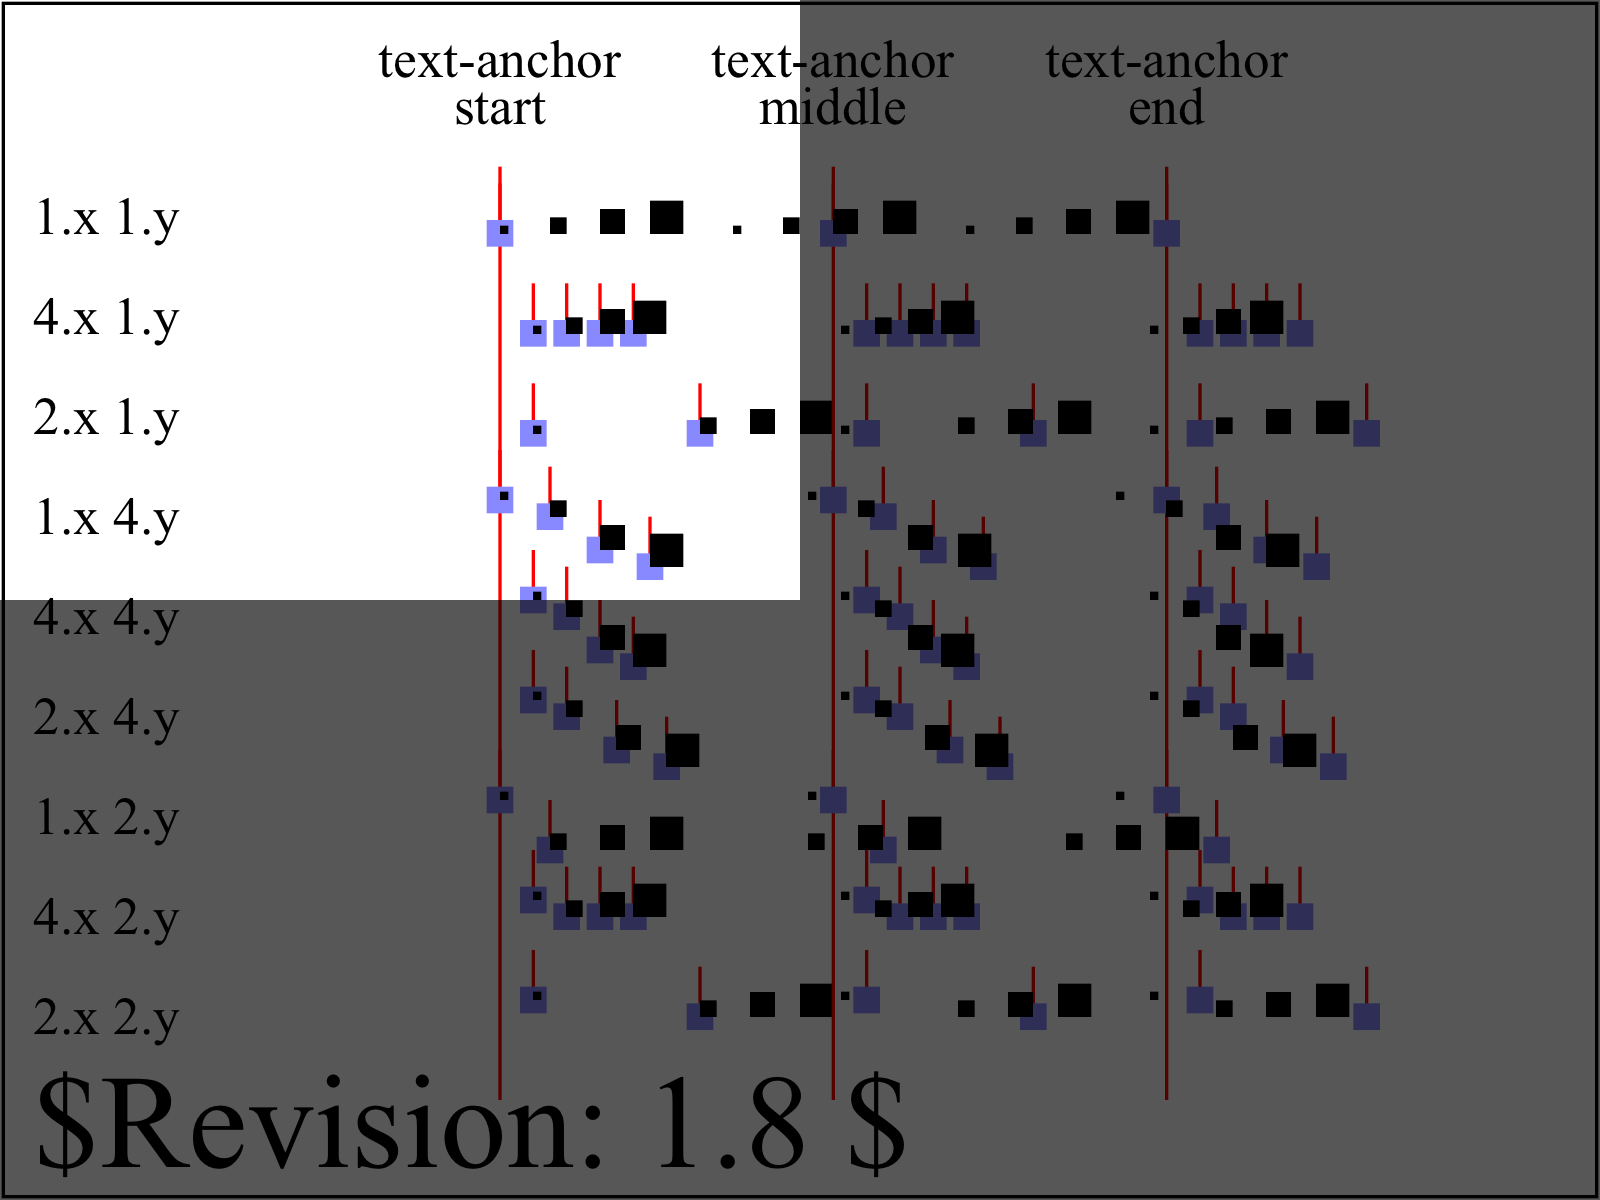 text-anchor text-anchor text-anchor
start middle end
1.x 1.y
4.x 1.y
2.x 1.y
1.x 4.y
4.x 4.y
2.x 4.y
1.x 2.y
4.x 2.y
2.x 2.y
$Revision: 1.8 $